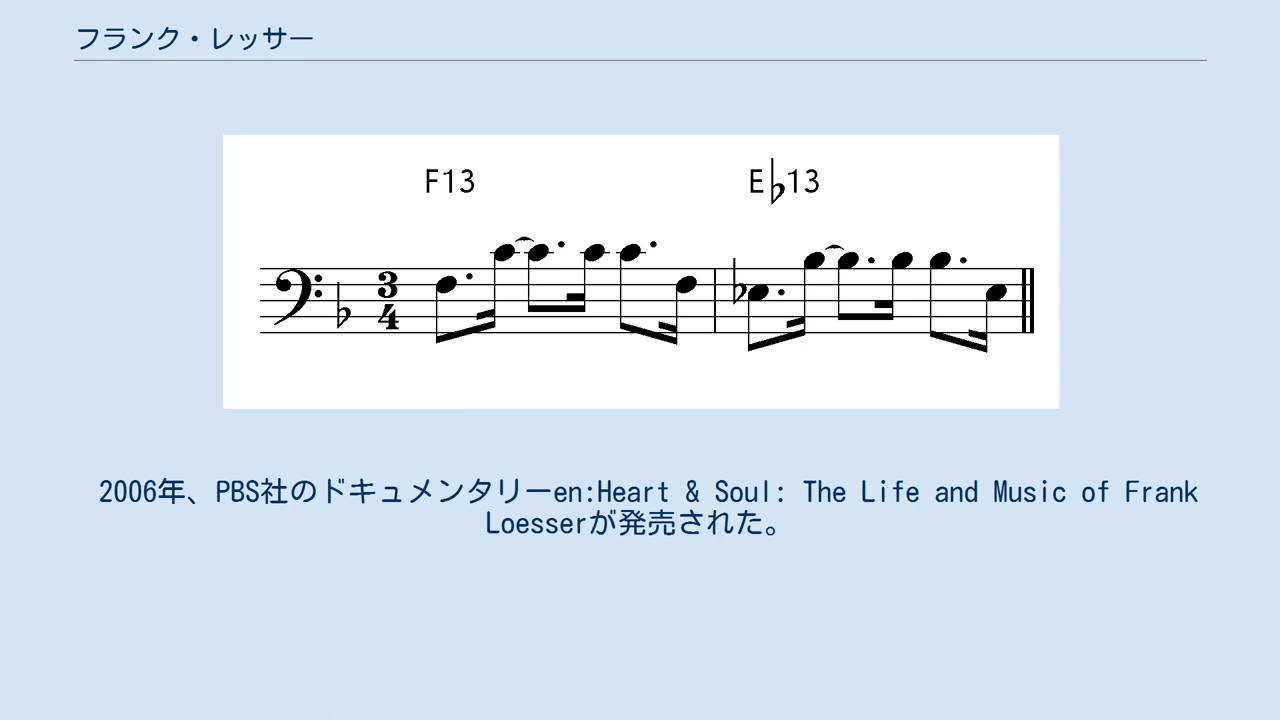 フランク・レッサー
F13 E♭13
3
4
2006年、PBS社のドキュメンタリーen:Heart & Soul: The Life and Music of Frank
Loesserが発売された。